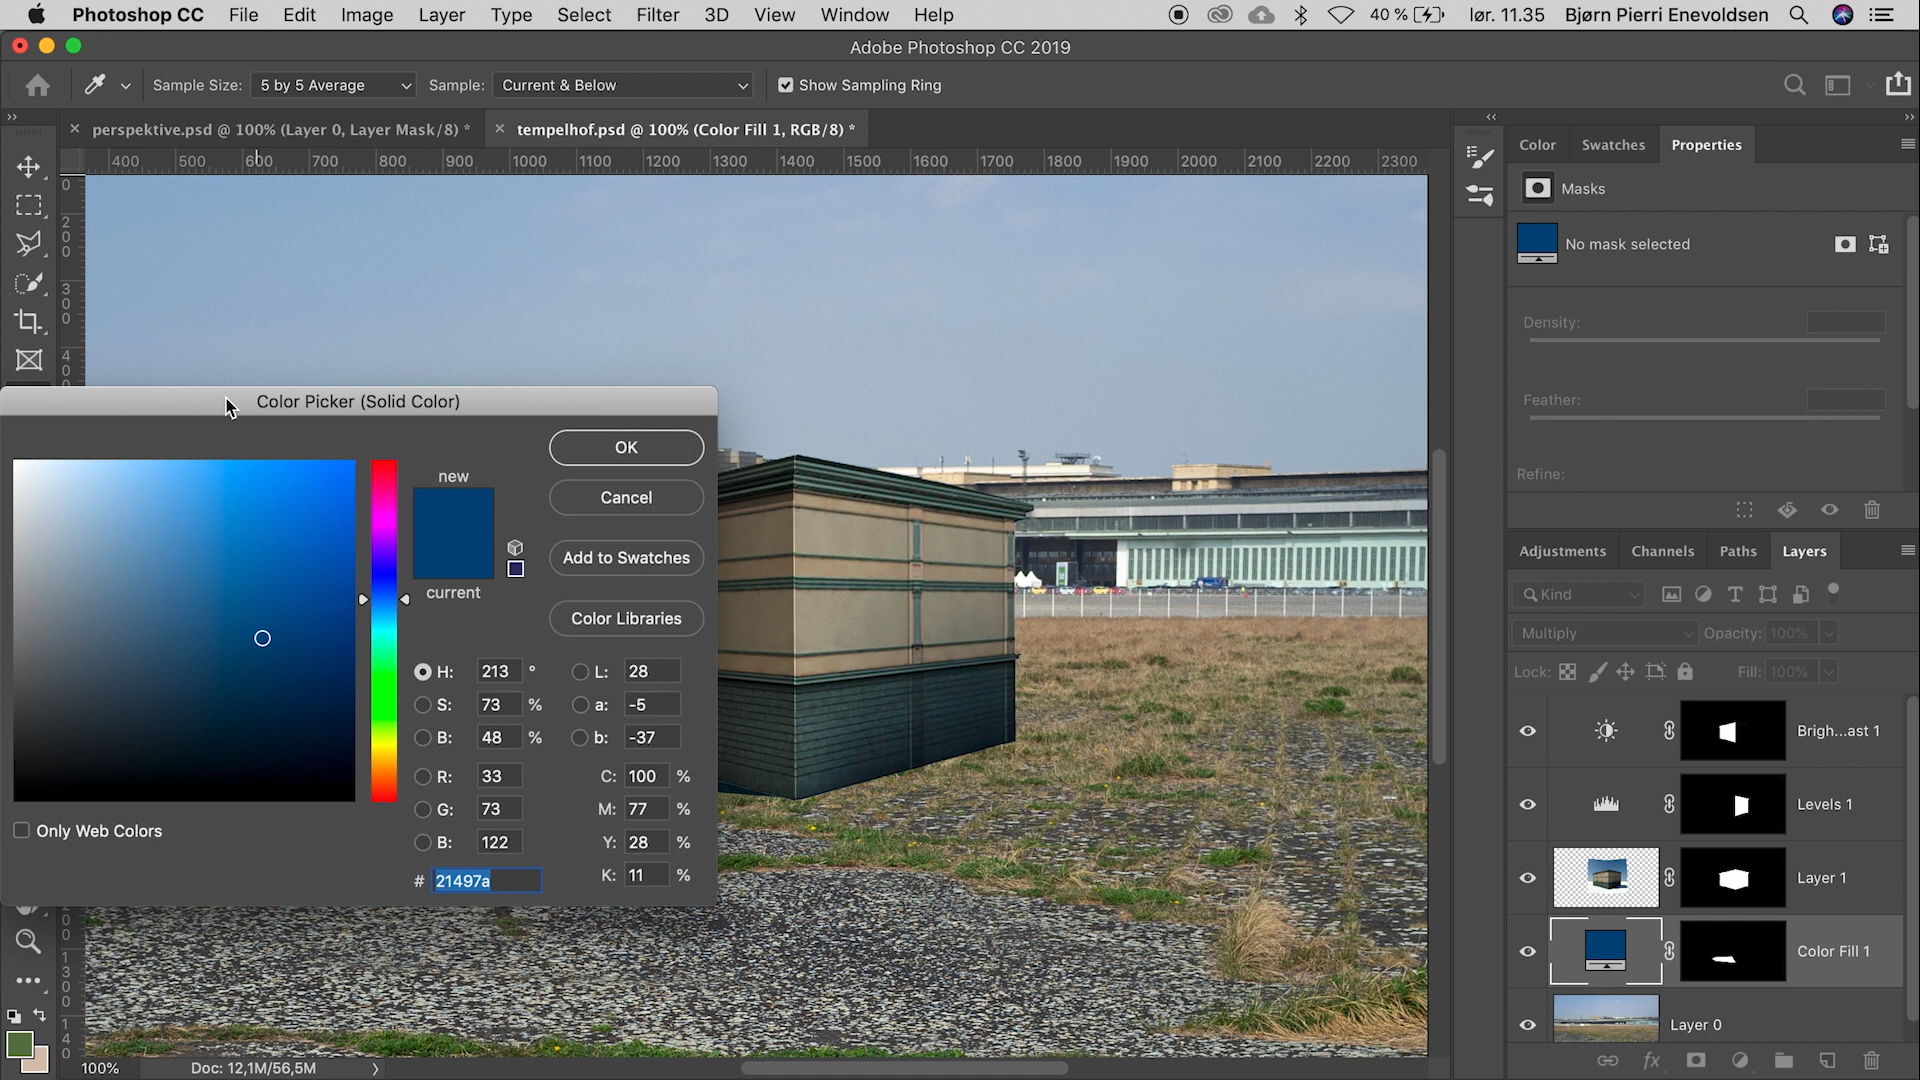 Photoshop CC File Edit Image Layer Type Select Filter 3D View Window Help 40 % lør. 11.35 Bjørn Pierri Enevoldsen
Adobe Photoshop CC 2019
Sample Size: 5 by 5 Average Sample: Current & Below Show Sampling Ring
perspektive.psd @ 100% (Layer 0, Layer Mask/8) * tempelhof.psd @ 100% (Color Fill 1, RGB/8) *
400 500 600 700 800 900 1000 1100 1200 1300 1400 1500 1600 1700 1800 1900 2000 2100 2200 2300
0
200
300
400
Color Swatches Properties
Masks
No mask selected
Density:
Feather:
Refine:
Color Picker (Solid Color)
OK
Cancel
Add to Swatches
Color Libraries
new
current
H: 213 ° L: 28
S: 73 % a: -5
B: 48 % b: -37
R: 33 C: 100 %
G: 73 M: 77 %
B: 122 Y: 28 %
# 21497a K: 11 %
Only Web Colors
Adjustments Channels Paths Layers
Kind
Multiply Opacity: 100%
Lock: Fill: 100%
Brigh...ast 1
Levels 1
Layer 1
Color Fill 1
Layer 0
fx
1300
140
100% Doc: 12,1M/56,5M